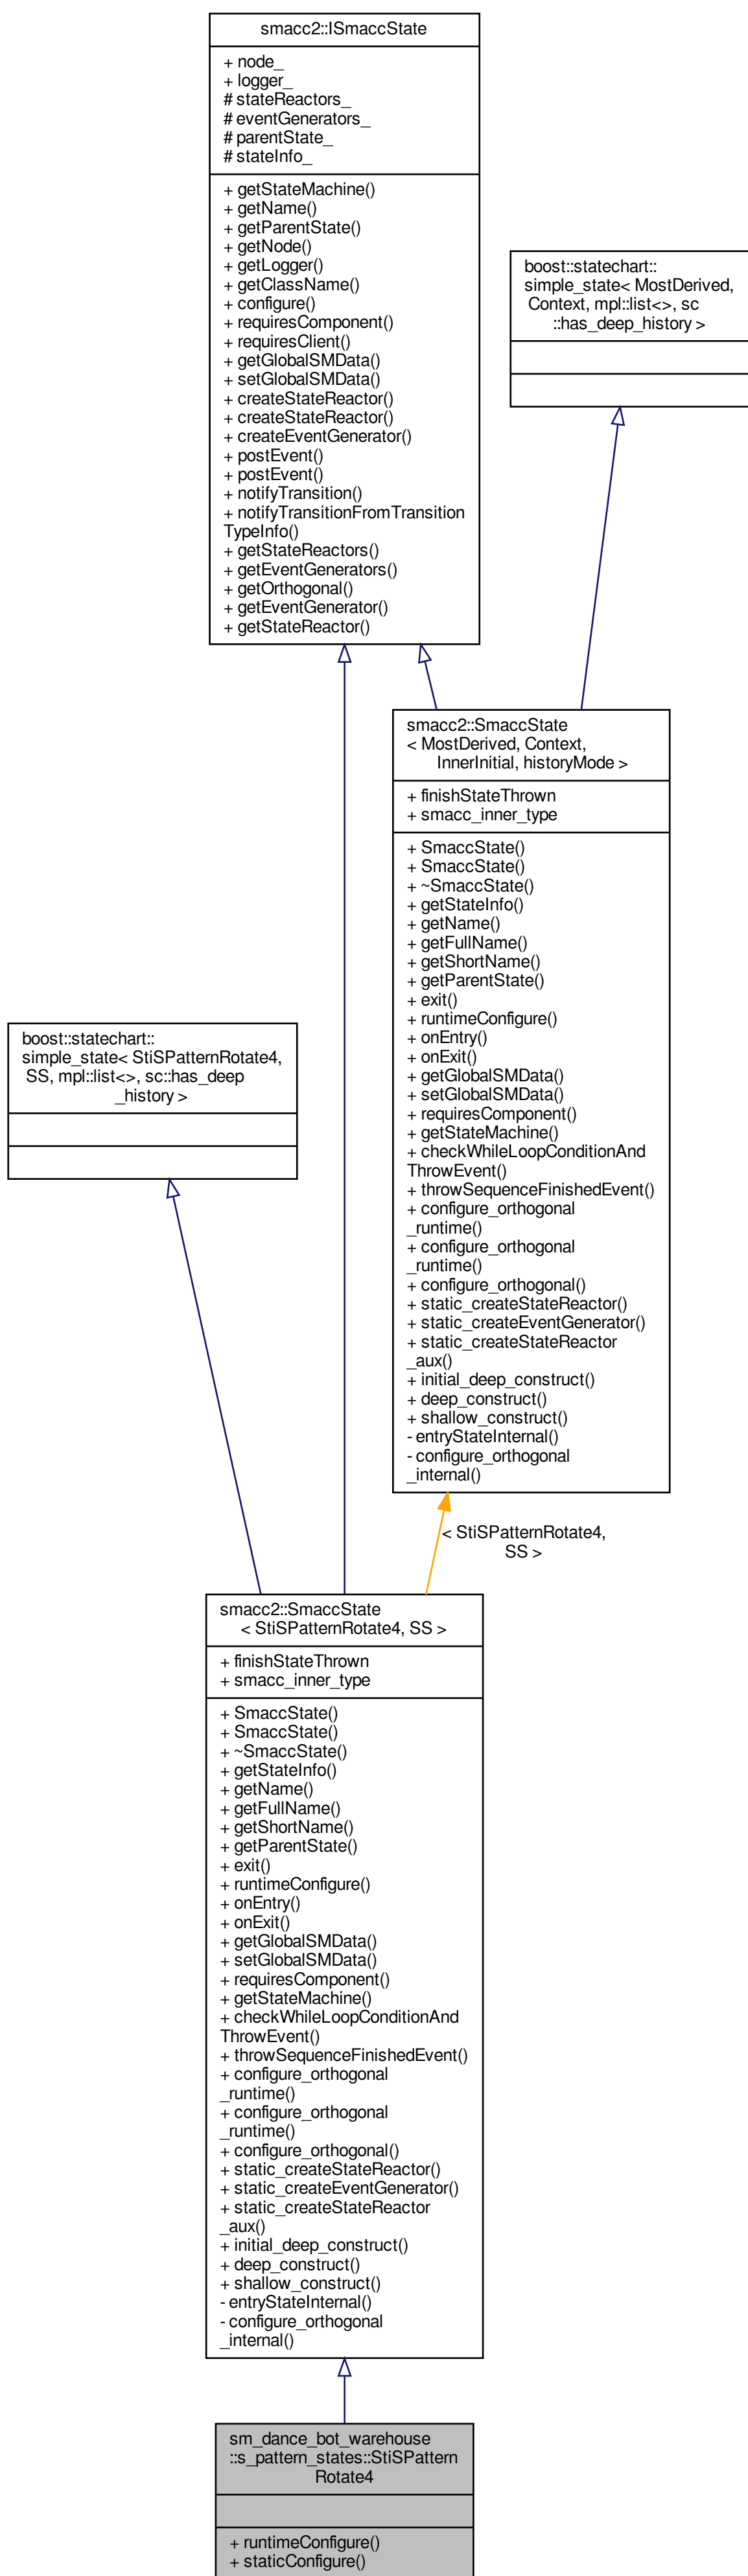 smacc2::ISmaccState
+ node_
+ logger_
# stateReactors_
# eventGenerators_
# parentState_
# stateInfo_
+ getStateMachine()
+ getName()
+ getParentState()
+ getNode()
+ getLogger()
+ getClassName()
+ configure()
+ requiresComponent()
+ requiresClient()
+ getGlobalSMData()
+ setGlobalSMData()
+ createStateReactor()
+ createStateReactor()
+ createEventGenerator()
+ postEvent()
+ postEvent()
+ notifyTransition()
+ notifyTransitionFromTransition
TypeInfo()
+ getStateReactors()
+ getEventGenerators()
+ getOrthogonal()
+ getEventGenerator()
+ getStateReactor()
boost::statechart::
simple_state< MostDerived,
Context, mpl::list<>, sc
::has_deep_history >
smacc2::SmaccState
< MostDerived, Context,
InnerInitial, historyMode >
+ finishStateThrown
+ smacc_inner_type
+ SmaccState()
+ SmaccState()
+ ~SmaccState()
+ getStateInfo()
+ getName()
+ getFullName()
+ getShortName()
+ getParentState()
+ exit()
+ runtimeConfigure()
+ onEntry()
+ onExit()
+ getGlobalSMData()
+ setGlobalSMData()
+ requiresComponent()
+ getStateMachine()
+ checkWhileLoopConditionAnd
ThrowEvent()
+ throwSequenceFinishedEvent()
+ configure_orthogonal
_runtime()
+ configure_orthogonal
_runtime()
+ configure_orthogonal()
+ static_createStateReactor()
+ static_createEventGenerator()
+ static_createStateReactor
_aux()
+ initial_deep_construct()
+ deep_construct()
+ shallow_construct()
- entryStateInternal()
- configure_orthogonal
_internal()
boost::statechart::
simple_state< StiSPatternRotate4,
SS, mpl::list<>, sc::has_deep
_history >
< StiSPatternRotate4,
SS >
smacc2::SmaccState
< StiSPatternRotate4, SS >
+ finishStateThrown
+ smacc_inner_type
+ SmaccState()
+ SmaccState()
+ ~SmaccState()
+ getStateInfo()
+ getName()
+ getFullName()
+ getShortName()
+ getParentState()
+ exit()
+ runtimeConfigure()
+ onEntry()
+ onExit()
+ getGlobalSMData()
+ setGlobalSMData()
+ requiresComponent()
+ getStateMachine()
+ checkWhileLoopConditionAnd
ThrowEvent()
+ throwSequenceFinishedEvent()
+ configure_orthogonal
_runtime()
+ configure_orthogonal
_runtime()
+ configure_orthogonal()
+ static_createStateReactor()
+ static_createEventGenerator()
+ static_createStateReactor
_aux()
+ initial_deep_construct()
+ deep_construct()
+ shallow_construct()
- entryStateInternal()
- configure_orthogonal
_internal()
sm_dance_bot_warehouse
::s_pattern_states::StiSPattern
Rotate4
+ runtimeConfigure()
+ staticConfigure()